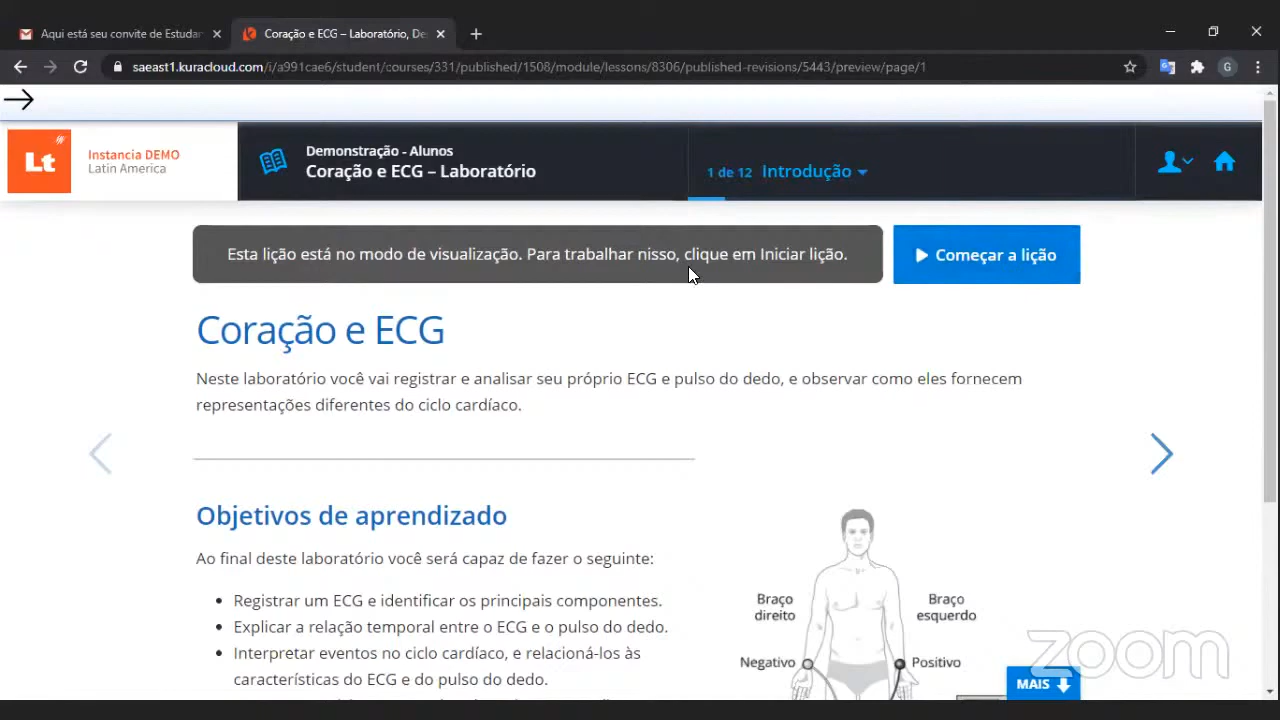 Aqui está seu convite de Estudan
Coração e ECG – Laboratório, De
saeast1.kuracloud.com/i/a991cae6/student/courses/331/published/1508/module/lessons/8306/published-revisions/5443/preview/page/1
G
Lt
Instancia DEMO
Latin America
Demonstração - Alunos
Coração e ECG – Laboratório
1 de 12 Introdução
Esta lição está no modo de visualização. Para trabalhar nisso, clique em Iniciar lição.
Começar a lição
Coração e ECG
Neste laboratório você vai registrar e analisar seu próprio ECG e pulso do dedo, e observar como eles fornecem
representações diferentes do ciclo cardíaco.
Objetivos de aprendizado
Ao final deste laboratório você será capaz de fazer o seguinte:
Registrar um ECG e identificar os principais componentes.
Explicar a relação temporal entre o ECG e o pulso do dedo.
Interpretar eventos no ciclo cardíaco, e relacioná-los às
características do ECG e do pulso do dedo.
Braço
direito
Braço
esquerdo
Negativo
Positivo
MAIS
zoom